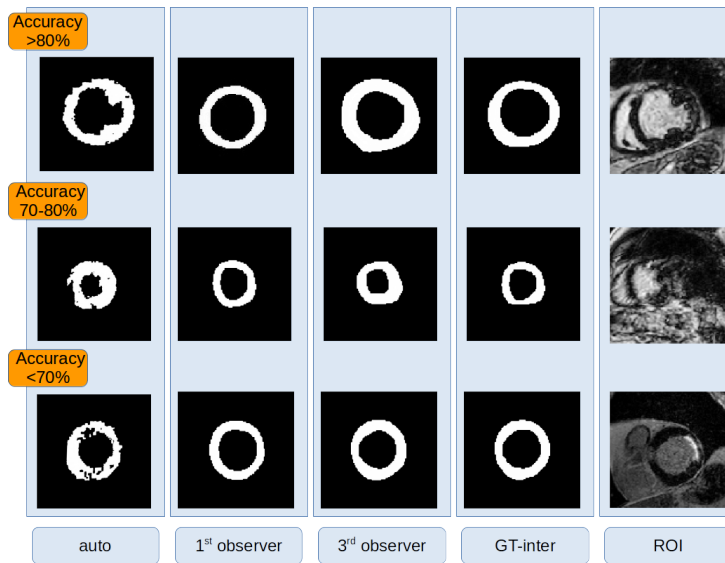 Accuracy
>80%
Accuracy
70-80%
Accuracy
<70%
auto
1st observer
3rd observer
GT-inter
ROI